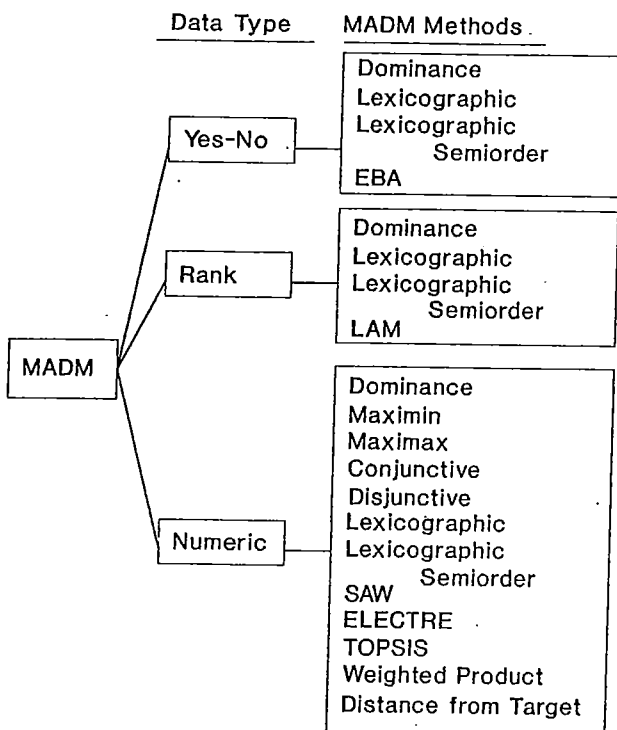 Data Type MADM Methods
Yes-No
Dominance
Lexicographic
Lexicographic
Semiorder
EBA
Rank
Dominance
Lexicographic
Lexicographic
Semiorder
LAM
MADM
Numeric
Dominance
Maximin
Maximax
Conjunctive
Disjunctive
Lexicographic
Lexicographic
Semiorder
SAW
ELECTRE
TOPSIS
Weighted Product
Distance from Target